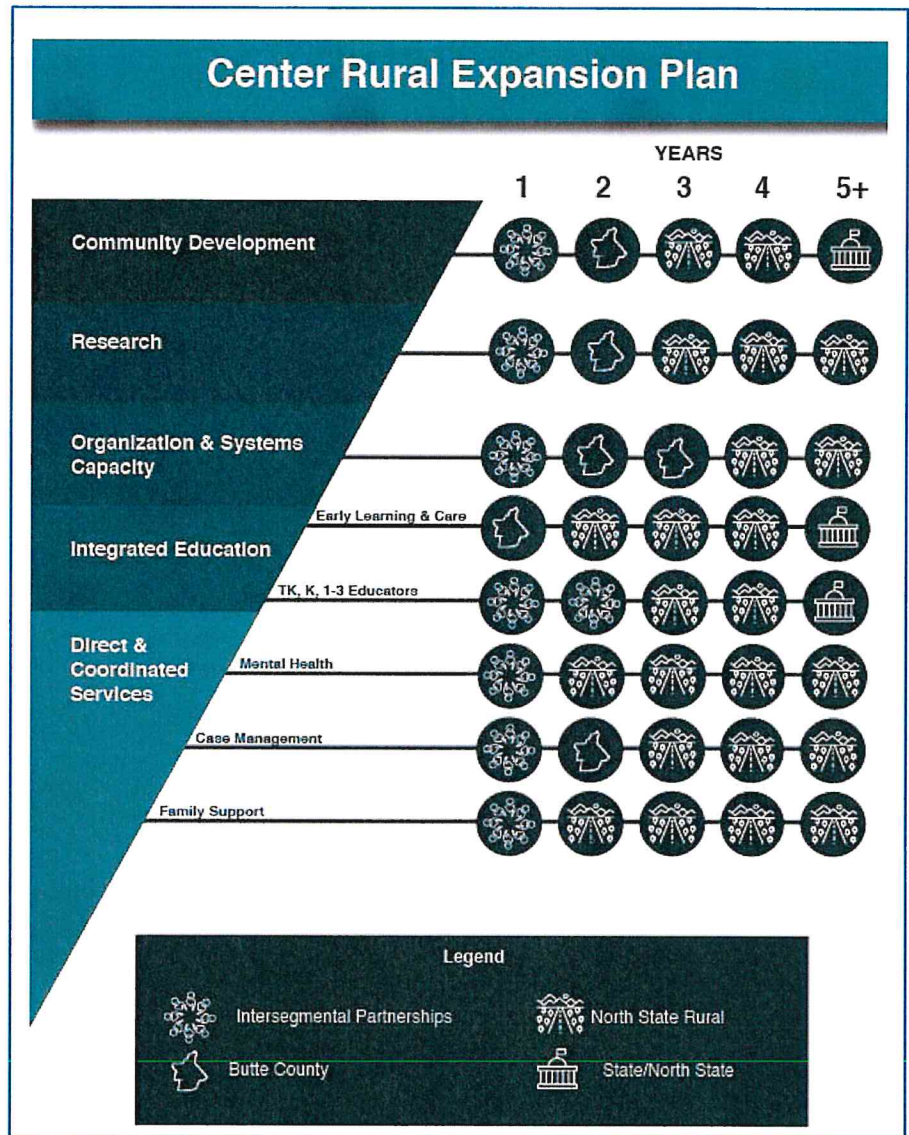 Center Rural Expansion Plan
YEARS
1 2 3 4 5+
Community Development
Research
Organization & Systems
Capacity
Early Learning & Care
Integrated Education
TK, K, 1-3 Educators
Direct &
Coordinated
Services
Mental Health
Case Management
Family Support
Legend
Intersegmental Partnerships
North State Rural
Butte County
State/North State